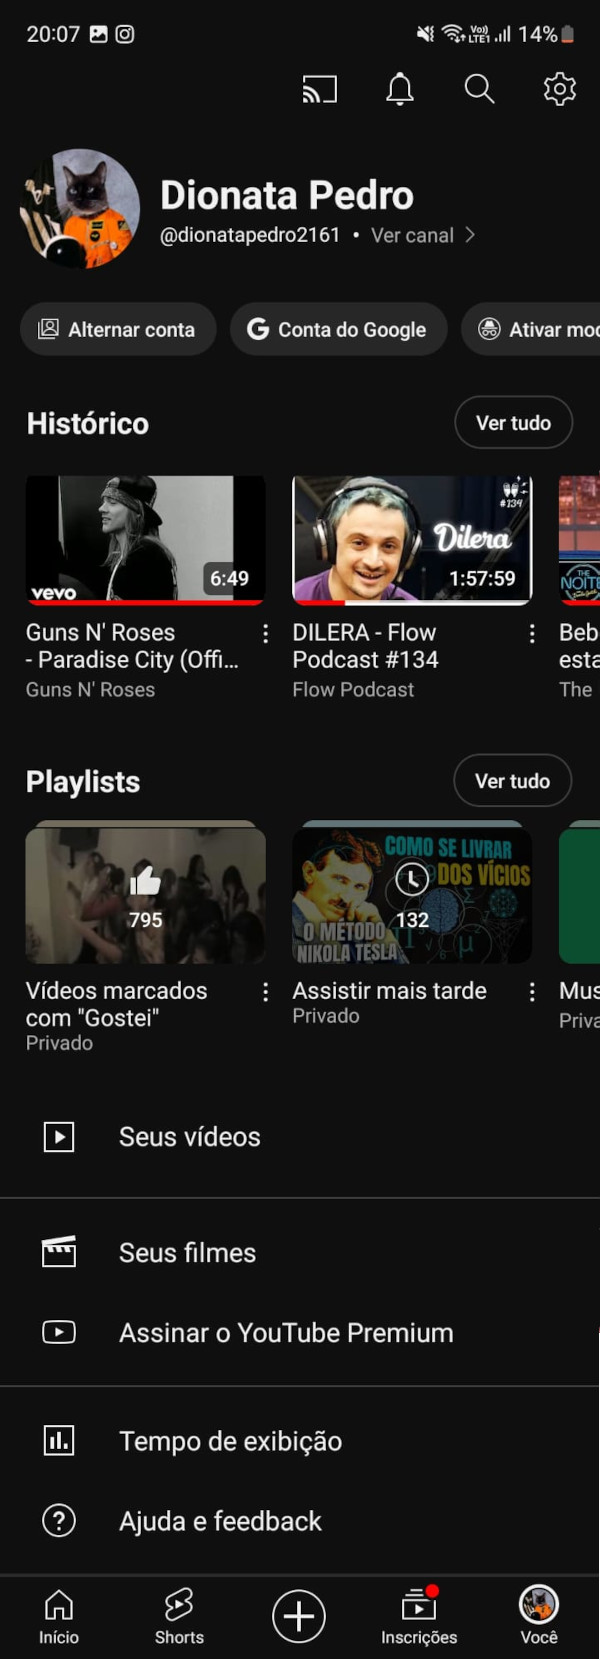 20:07
Vo))
LTE1
14%
Dionata Pedro
@dionatapedro2161 • Ver canal
Alternar conta
G Conta do Google
Ativar mod
Histórico
Ver tudo
vevo
6:49
#134
Dilera
1:57:59
THE
NOITE
Guns N' Roses
- Paradise City (Offi...
Guns N' Roses
DILERA - Flow
Podcast #134
Flow Podcast
Beb
esta
The
Playlists
Ver tudo
795
COMO SE LIVRAR
DOS VÍCIOS
132
O MÉTODO
NIKOLA TESLA
Vídeos marcados
com "Gostei"
Privado
Assistir mais tarde
Privado
Mus
Priva
Seus vídeos
Seus filmes
Assinar o YouTube Premium
Tempo de exibição
Ajuda e feedback
Início
Shorts
Inscrições
Você